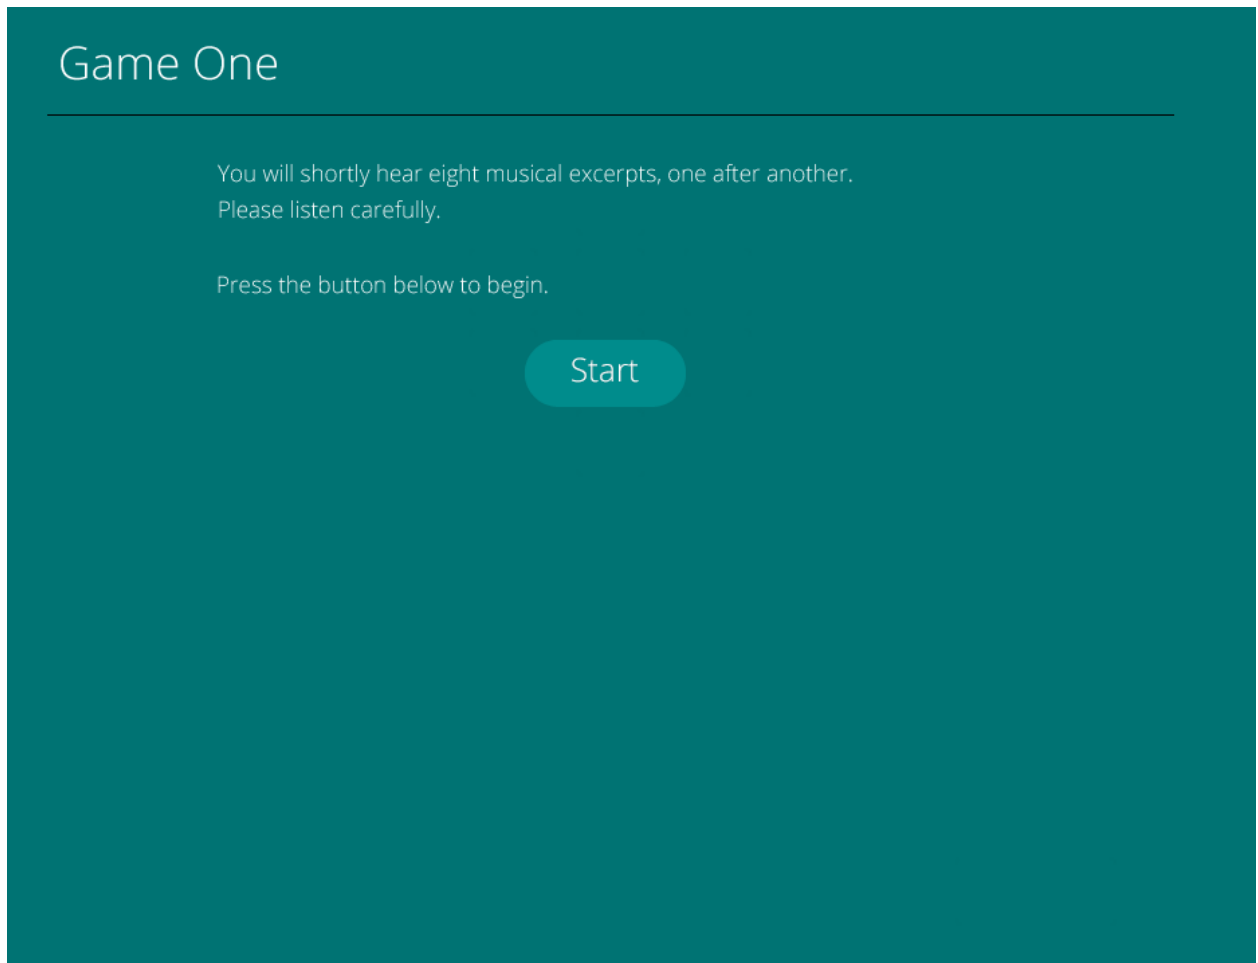 Game One
You will shortly hear eight musical excerpts, one after another.
Please listen carefully.
Press the button below to begin.
Start